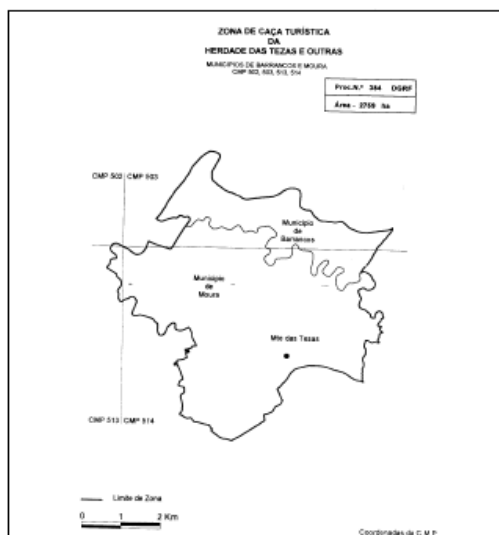 ZONA DE CAÇA TURÍSTICA
DA
HERDADE DAS TEZAS E OUTRAS
MUNICIPIOS DE BARRANCOS E MOURA
CMP 502, 503, 513, 514
Proc.N.º 384 DGRF
Área - 2759 ha
CMP 502 CMP 503
Município
de
Barrancos
Município
de
Moura
Mte das Tezas
CMP 513 CMP 514
Limite de Zona
0 1 2 Km
Coordenadas da C.M.P.